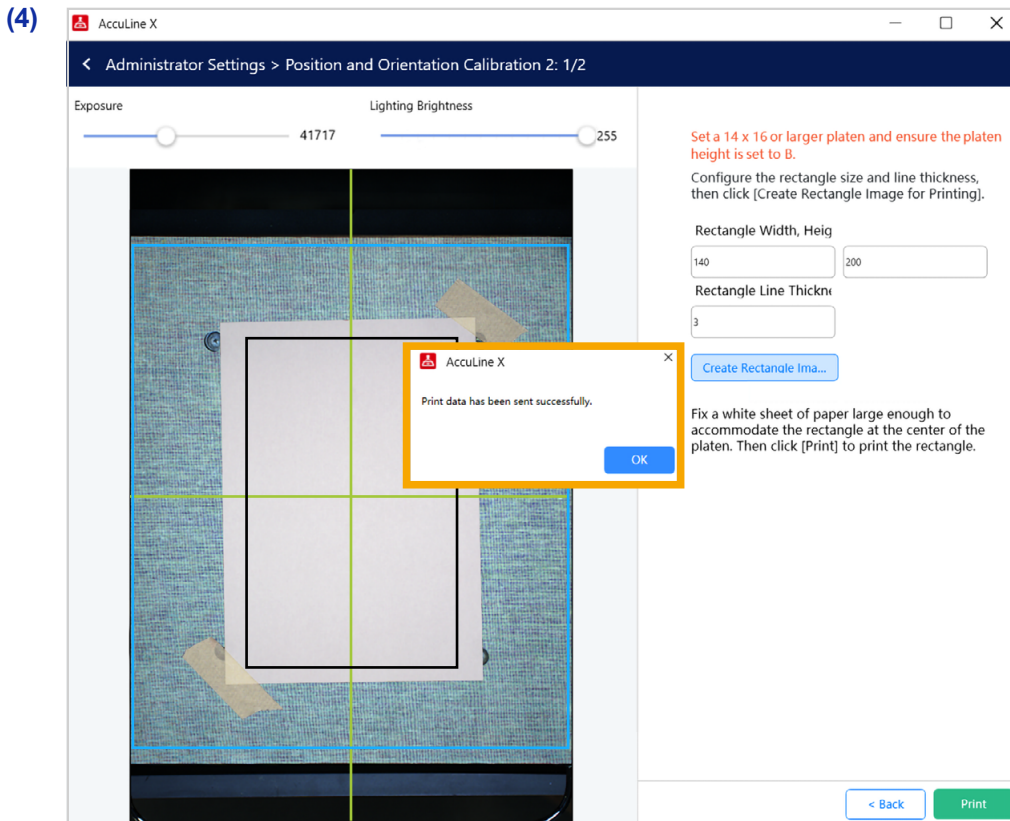 (4)
AccuLine X
Administrator Settings > Position and Orientation Calibration 2: 1/2
Exposure
41717
Lighting Brightness
255
Set a 14 x 16 or larger platen and ensure the platen
height is set to B.
Configure the rectangle size and line thickness,
then click [Create Rectangle Image for Printing].
Rectangle Width, Heig
140
200
Rectangle Line Thickne
3
Create Rectangle Ima...
Fix a white sheet of paper large enough to
accommodate the rectangle at the center of the
platen. Then click [Print] to print the rectangle.
AccuLine X
Print data has been sent successfully.
OK
< Back
Print